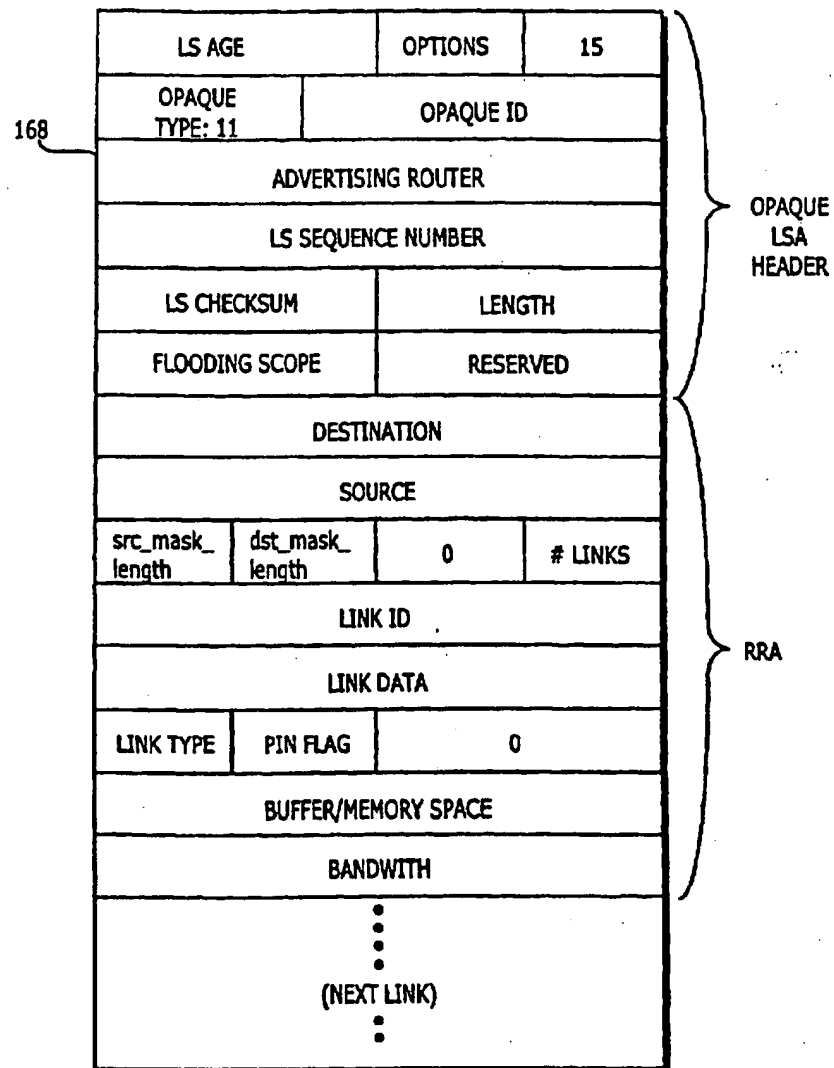 LS AGE OPTIONS 15
OPAQUE TYPE: 11 OPAQUE ID
168
ADVERTISING ROUTER
LS SEQUENCE NUMBER
OPAQUE LSA HEADER
LS CHECKSUM LENGTH
FLOODING SCOPE RESERVED
DESTINATION
SOURCE
src_mask_ length dst_mask_ length 0 # LINKS
LINK ID
RRA
LINK DATA
LINK TYPE PIN FLAG 0
BUFFER/MEMORY SPACE
BANDWITH
(NEXT LINK)